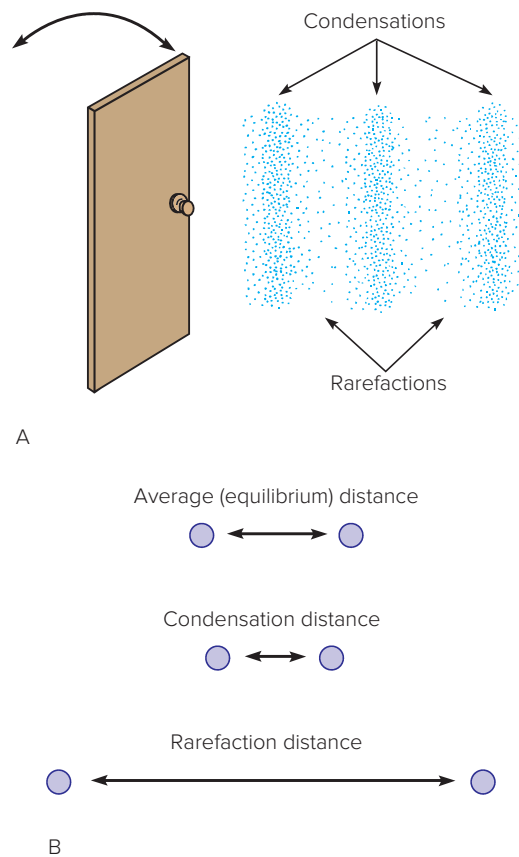 Condensations
Rarefactions
A
Average (equilibrium) distance
Condensation distance
Rarefaction distance
B